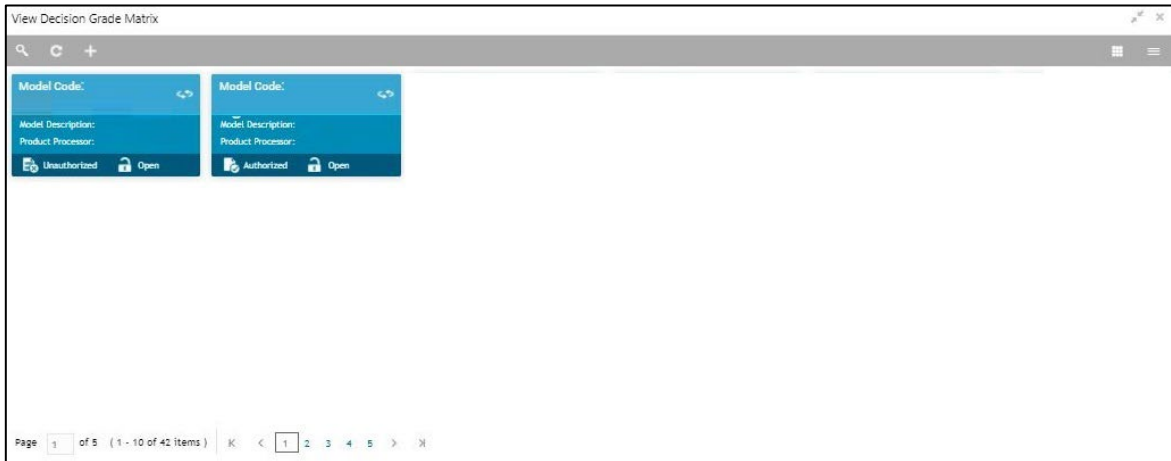 View Decision Grade Matrix
Model Code:
Model Description:
Product Processor:
Unauthorized Open
Model Code:
Model Description:
Product Processor:
Authorized Open
Page 1 of 5 (1 - 10 of 42 items) K < 1 2 3 4 5 > X